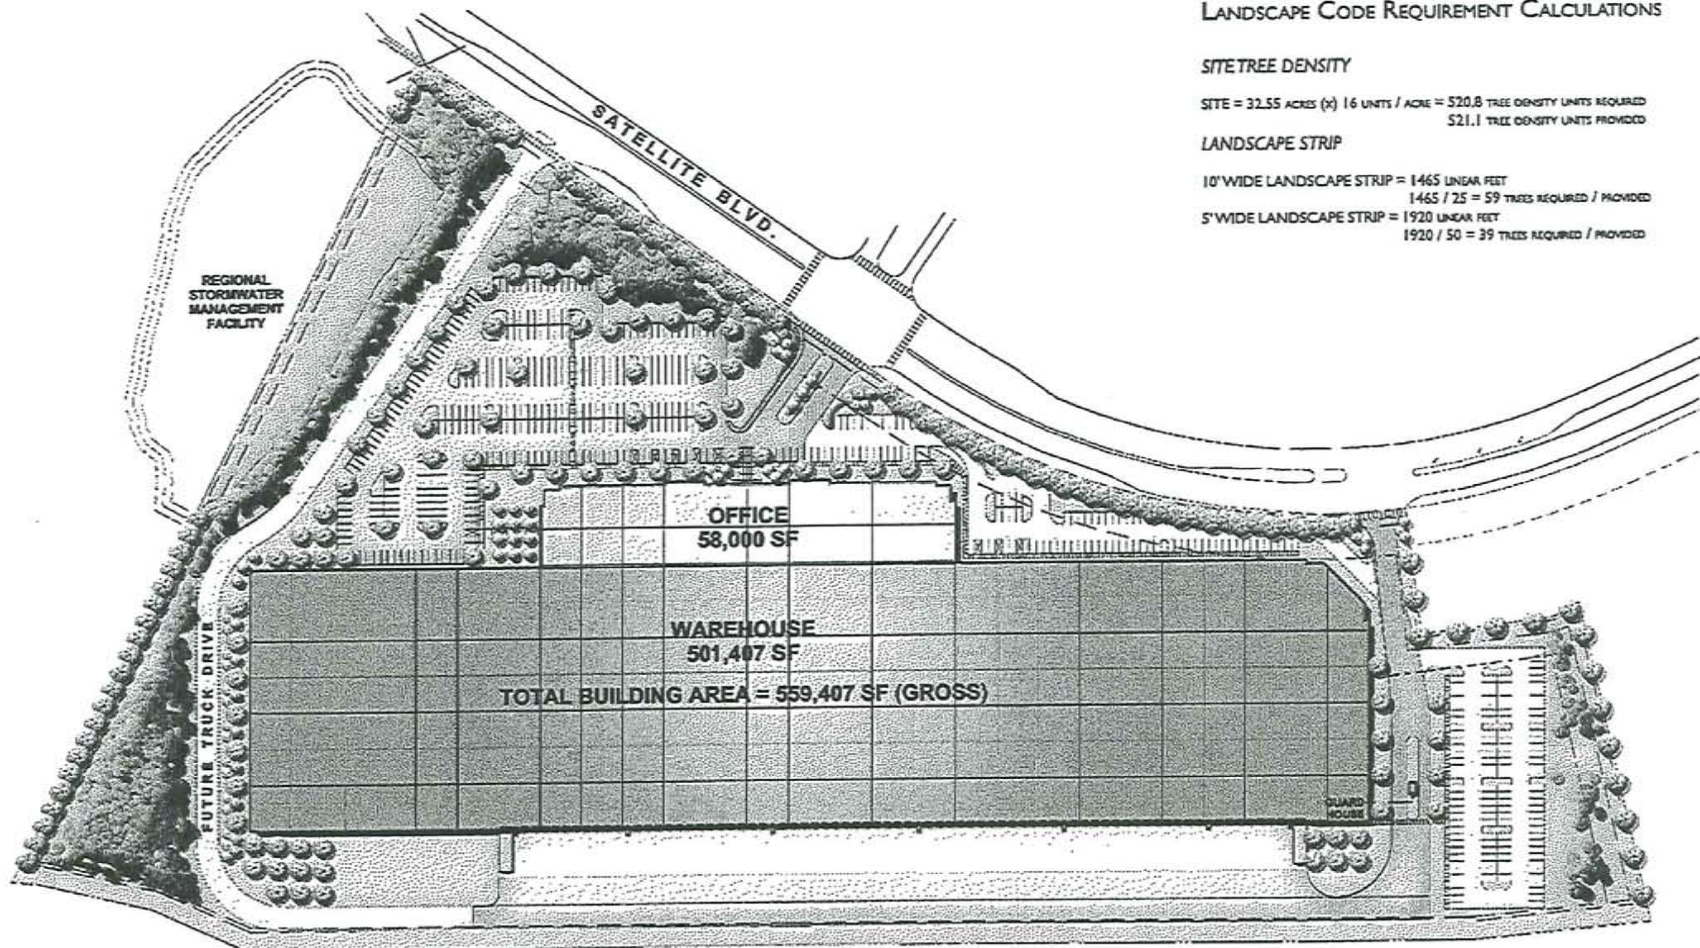 LANDSCAPE CODE REQUIREMENT CALCULATIONS
SITE TREE DENSITY
SITE = 32.55 ACRES (X) 16 UNITS / ACRE = 520.8 TREE DENSITY UNITS REQUIRED
521.1 TREE DENSITY UNITS PROVIDED
LANDSCAPE STRIP
10' WIDE LANDSCAPE STRIP = 1465 LINEAR FEET
1465 / 25 = 59 TREES REQUIRED / PROVIDED
5' WIDE LANDSCAPE STRIP = 1920 LINEAR FEET
1920 / 50 = 39 TREES REQUIRED / PROVIDED
SATELLITE BLVD.
REGIONAL
STORMWATER
MANAGEMENT
FACILITY
OFFICE
58,000 SF
WAREHOUSE
501,407 SF
TOTAL BUILDING AREA = 559,407 SF (GROSS)
FUTURE TRUCK DRIVE
GUARD
HOUSE